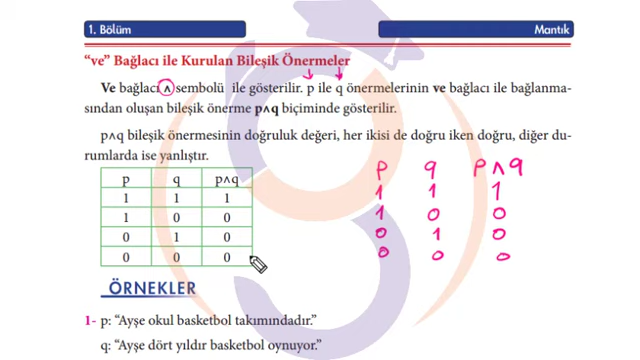 1. Bölüm
Mantık
“ve” Bağlacı ile Kurulan Bileşik Önermeler
Ve bağlacı ∧ sembolü ile gösterilir. p ile q önermelerinin ve bağlacı ile bağlanma-
sından oluşan bileşik önerme p∧q biçiminde gösterilir.
p∧q bileşik önermesinin doğruluk değeri, her ikisi de doğru iken doğru, diğer du-
rumlarda ise yanlıştır.
p q p∧q
1 1 1
1 0 0
0 1 0
0 0 0
p q p∧q
1 1 1
1 0 0
0 1 0
0 0 0
ÖRNEKLER
1- p: “Ayşe okul basketbol takımındadır.”
q: “Ayşe dört yıldır basketbol oynuyor.”